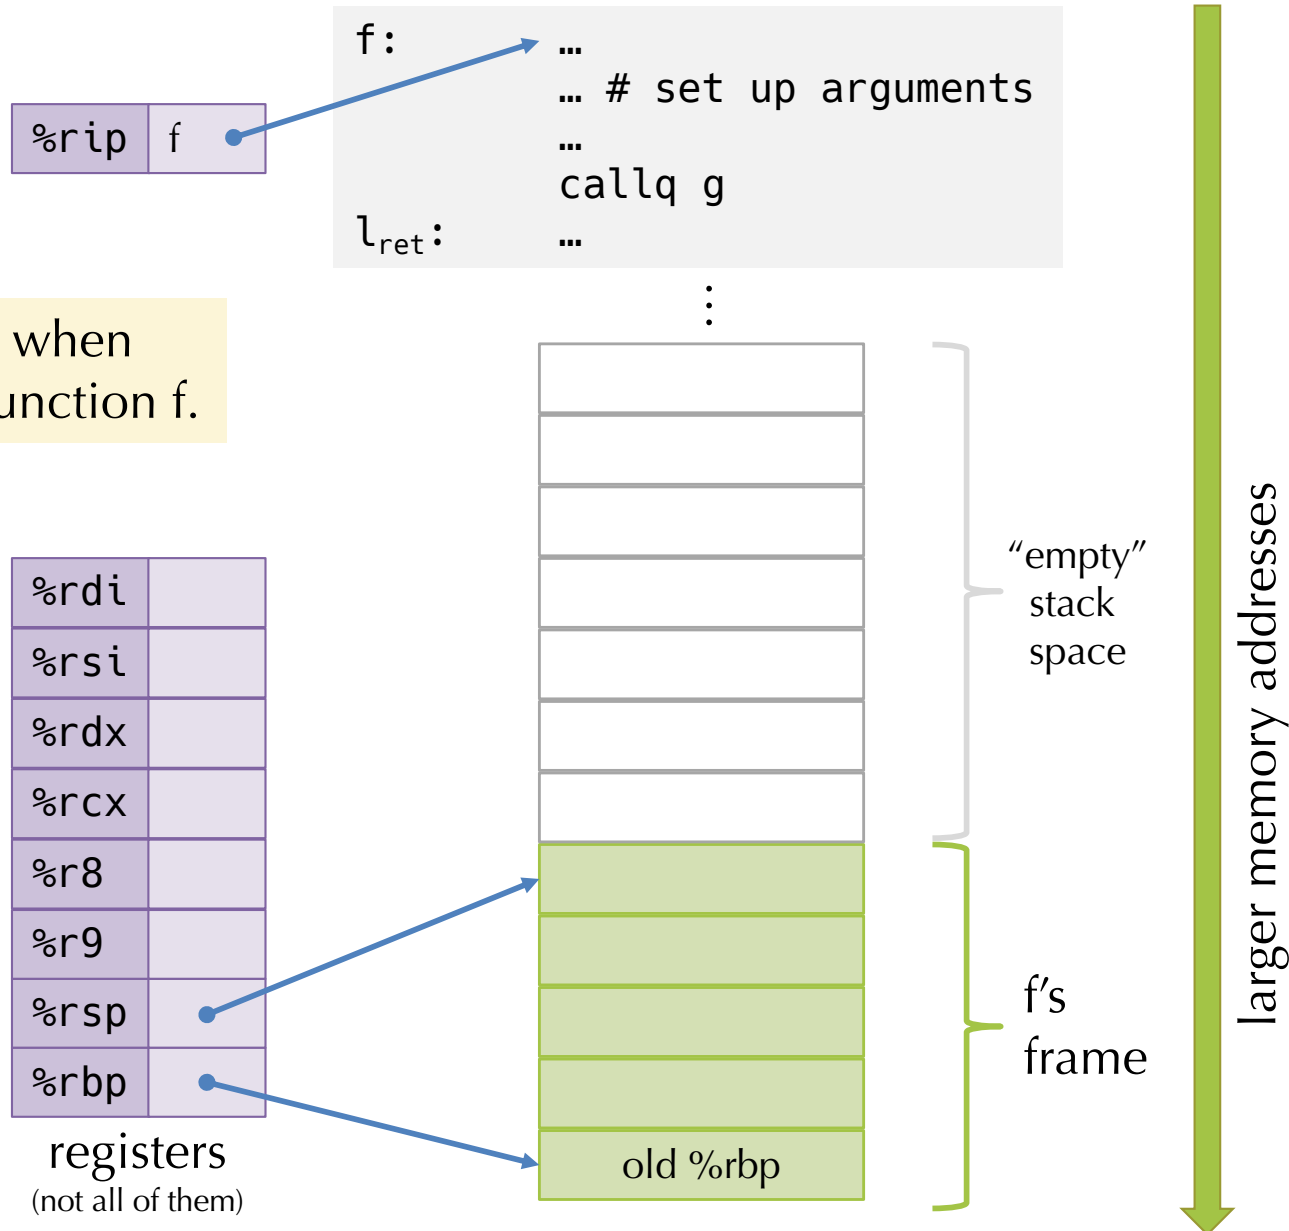 f: …
… # set up arguments
…
callq g
lret: …
%rip f
⋮
when
unction f.
%rdi
%rsi
%rdx
%rcx
%r8
%r9
%rsp
%rbp
registers
(not all of them)
old %rbp
“empty”
stack
space
f’s
frame
larger memory addresses